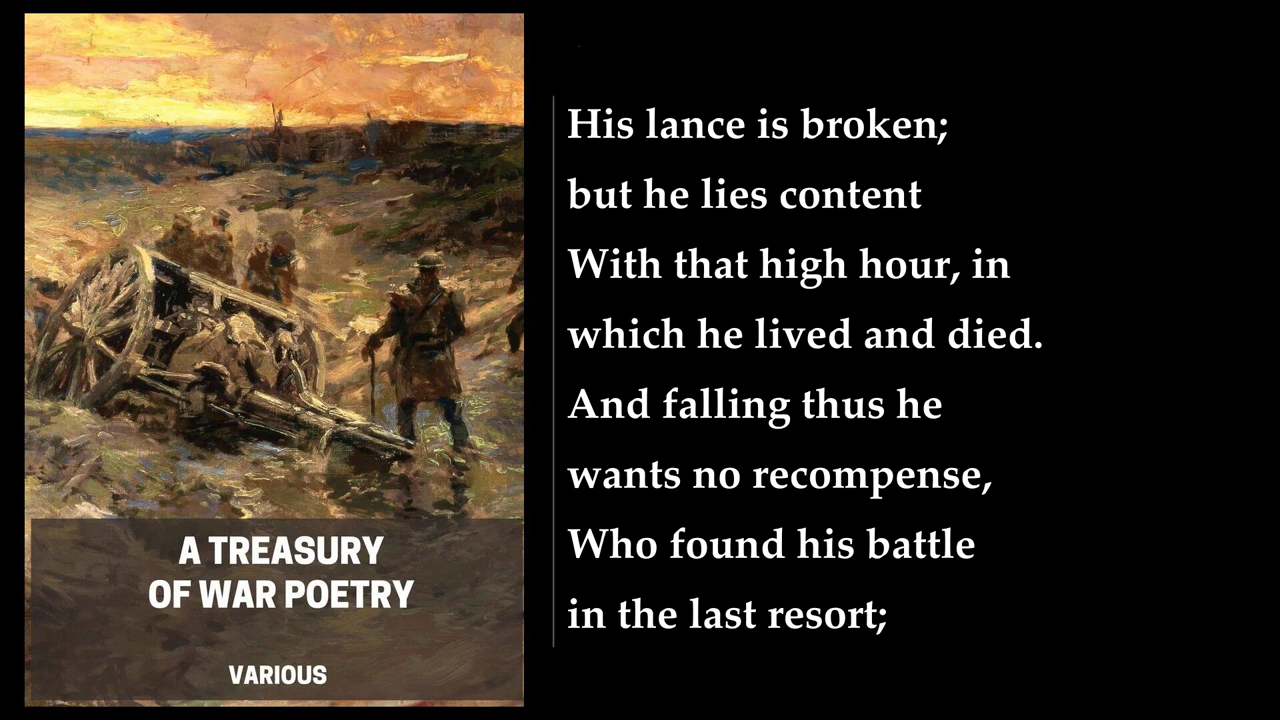 A TREASURY
OF WAR POETRY
VARIOUS
His lance is broken;
but he lies content
With that high hour, in
which he lived and died.
And falling thus he
wants no recompense,
Who found his battle
in the last resort;